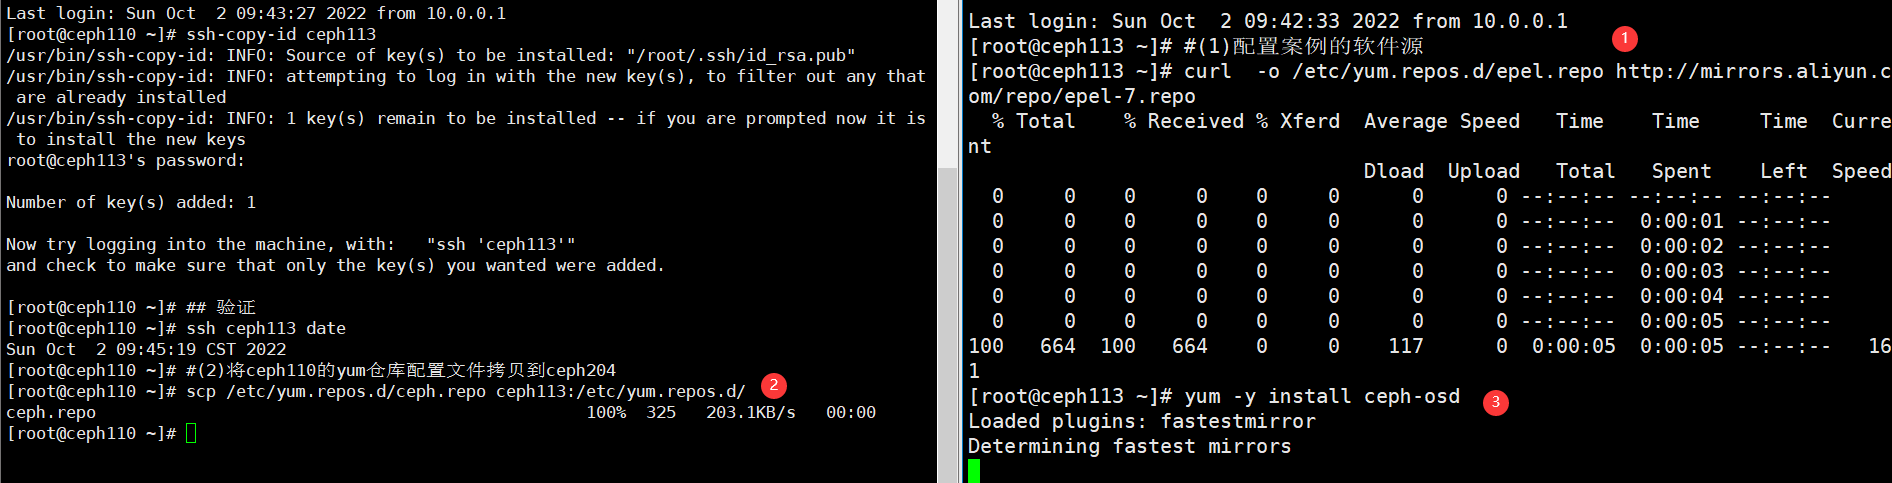 Last login: Sun Oct  2 09:43:27 2022 from 10.0.0.1
[root@ceph110 ~]# ssh-copy-id ceph113
/usr/bin/ssh-copy-id: INFO: Source of key(s) to be installed: "/root/.ssh/id_rsa.pub"
/usr/bin/ssh-copy-id: INFO: attempting to log in with the new key(s), to filter out any that
 are already installed
/usr/bin/ssh-copy-id: INFO: 1 key(s) remain to be installed -- if you are prompted now it is
 to install the new keys
root@ceph113's password:
Number of key(s) added: 1
Now try logging into the machine, with:   "ssh 'ceph113'"
and check to make sure that only the key(s) you wanted were added.
[root@ceph110 ~]# ## 验证
[root@ceph110 ~]# ssh ceph113 date
Sun Oct  2 09:45:19 CST 2022
[root@ceph110 ~]# #(2)将ceph110的yum仓库配置文件拷贝到ceph204
[root@ceph110 ~]# scp /etc/yum.repos.d/ceph.repo ceph113:/etc/yum.repos.d/ 2
ceph.repo                                                 100%  325   203.1KB/s   00:00
[root@ceph110 ~]#
Last login: Sun Oct  2 09:42:33 2022 from 10.0.0.1
[root@ceph113 ~]# #(1)配置案例的软件源 1
[root@ceph113 ~]# curl  -o /etc/yum.repos.d/epel.repo http://mirrors.aliyun.c
om/repo/epel-7.repo
  % Total    % Received % Xferd  Average Speed   Time    Time     Time  Curre
nt
                                 Dload  Upload   Total   Spent    Left  Speed
  0     0    0     0    0     0      0      0 --:--:-- --:--:-- --:--:--
  0     0    0     0    0     0      0      0 --:--:--  0:00:01 --:--:--
  0     0    0     0    0     0      0      0 --:--:--  0:00:02 --:--:--
  0     0    0     0    0     0      0      0 --:--:--  0:00:03 --:--:--
  0     0    0     0    0     0      0      0 --:--:--  0:00:04 --:--:--
  0     0    0     0    0     0      0      0 --:--:--  0:00:05 --:--:--
100   664  100   664    0     0    117      0  0:00:05  0:00:05 --:--:--   16
1
[root@ceph113 ~]# yum -y install ceph-osd 3
Loaded plugins: fastestmirror
Determining fastest mirrors